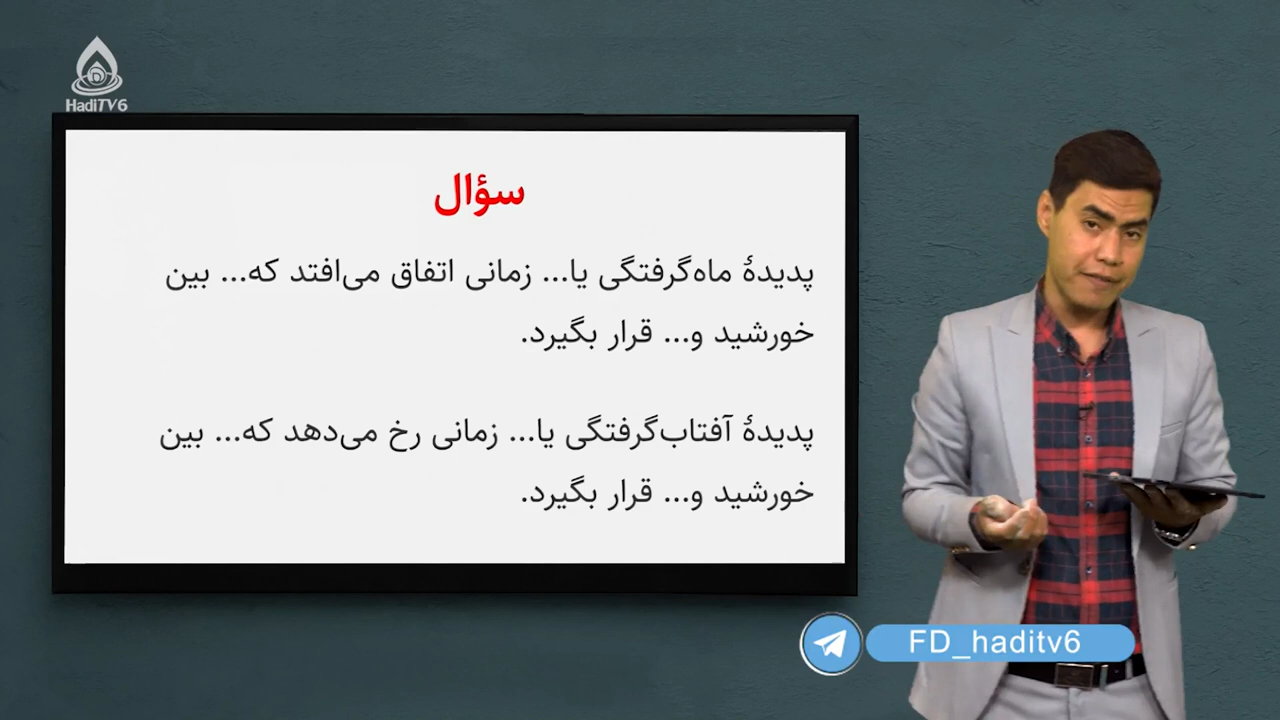 HadiTV6
سؤال
پدیدهٔ ماه‌گرفتگی یا... زمانی اتفاق می‌افتد که... بین
خورشید و... قرار بگیرد.
پدیدهٔ آفتاب‌گرفتگی یا... زمانی رخ می‌دهد که... بین
خورشید و... قرار بگیرد.
FD_haditv6